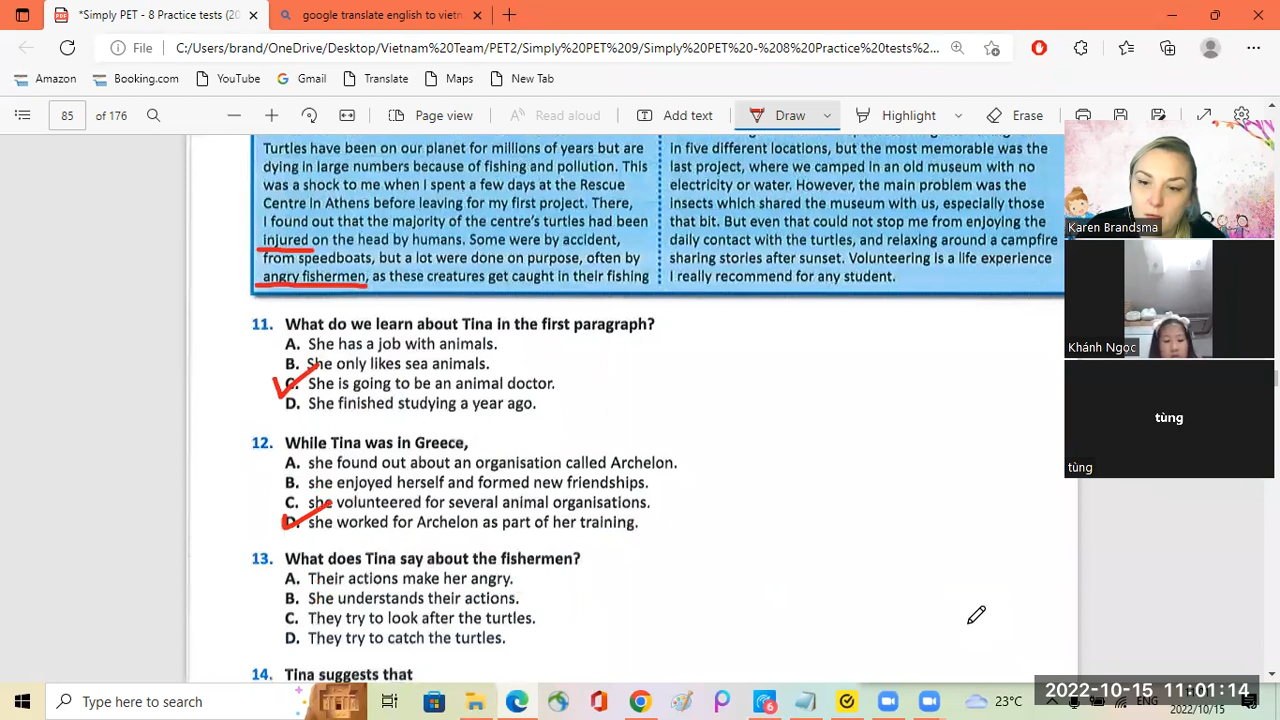 *Simply PET - 8 Practice tests (20
google translate english to vietn
File
C:/Users/brand/OneDrive/Desktop/Vietnam%20Team/PET2/Simply%20PET%209/Simply%20PET%20-%208%20Practice%20tests%2...
Amazon
Booking.com
YouTube
Gmail
Translate
Maps
New Tab
85 of 176
Page view
Read aloud
Add text
Draw
Highlight
Erase
Turtles have been on our planet for millions of years but are
dying in large numbers because of fishing and pollution. This
was a shock to me when I spent a few days at the Rescue
Centre in Athens before leaving for my first project. There,
I found out that the majority of the centre's turtles had been
injured on the head by humans. Some were by accident,
from speedboats, but a lot were done on purpose, often by
angry fishermen, as these creatures get caught in their fishing
in five different locations, but the most memorable was the
last project, where we camped in an old museum with no
electricity or water. However, the main problem was the
insects which shared the museum with us, especially those
that bit. But even that could not stop me from enjoying the
daily contact with the turtles, and relaxing around a campfire
sharing stories after sunset. Volunteering is a life experience
I really recommend for any student.
11. What do we learn about Tina in the first paragraph?
A. She has a job with animals.
B. She only likes sea animals.
C. She is going to be an animal doctor.
D. She finished studying a year ago.
12. While Tina was in Greece,
A. she found out about an organisation called Archelon.
B. she enjoyed herself and formed new friendships.
C. she volunteered for several animal organisations.
D. she worked for Archelon as part of her training.
13. What does Tina say about the fishermen?
A. Their actions make her angry.
B. She understands their actions.
C. They try to look after the turtles.
D. They try to catch the turtles.
14. Tina suggests that
Karen Brandsma
Khánh Ngọc
tùng
tùng
Type here to search
6
23°C
2022-10-15 11:01:14
2022/10/15